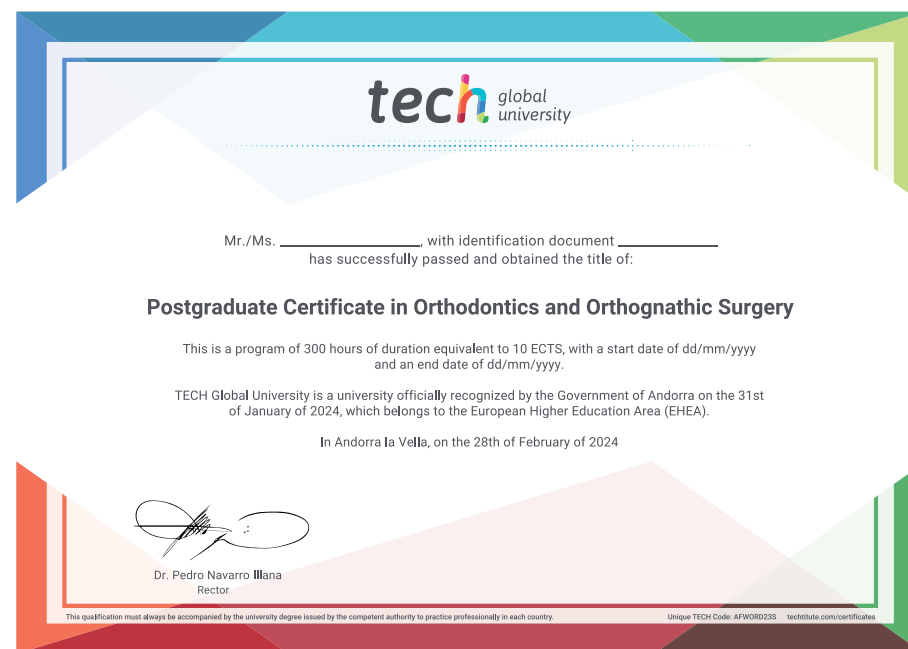 tech global university
Mr./Ms. ____________________, with identification document ______________
has successfully passed and obtained the title of:
Postgraduate Certificate in Orthodontics and Orthognathic Surgery
This is a program of 300 hours of duration equivalent to 10 ECTS, with a start date of dd/mm/yyyy
and an end date of dd/mm/yyyy.
TECH Global University is a university officially recognized by the Government of Andorra on the 31st
of January of 2024, which belongs to the European Higher Education Area (EHEA).
In Andorra la Vella, on the 28th of February of 2024
Dr. Pedro Navarro Illana
Rector
This qualification must always be accompanied by the university degree issued by the competent authority to practice professionally in each country. Unique TECH Code: AFWORD23S techtitute.com/certificates